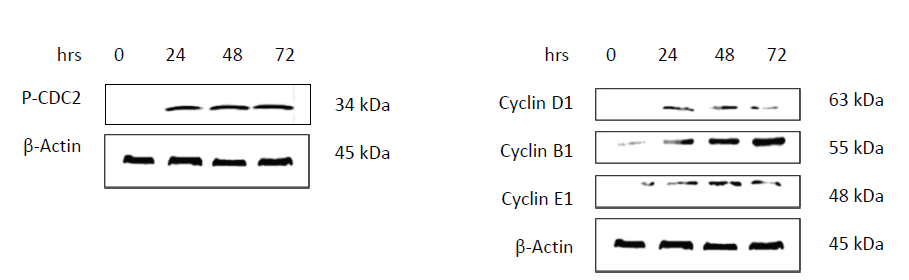 hrs 0 24 48 72
P-CDC2 34 kDa
β-Actin 45 kDa
hrs 0 24 48 72
Cyclin D1 63 kDa
Cyclin B1 55 kDa
Cyclin E1 48 kDa
β-Actin 45 kDa